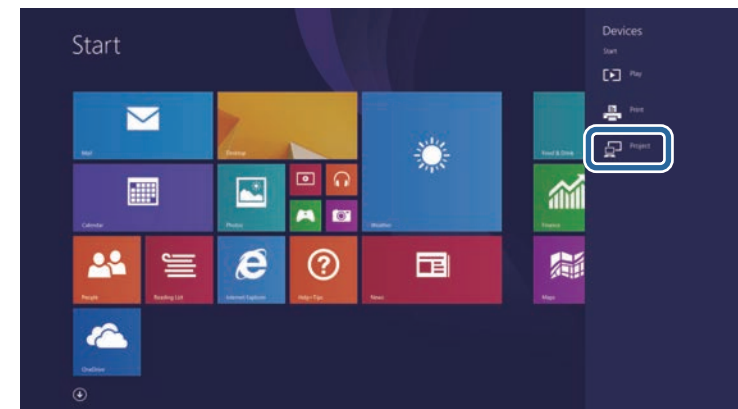 Start
Devices
Start
Play
Print
Project
Mail
Desktop
Food & Drink
Calendar
Photos
Weather
Finance
People
Reading List
Internet Explorer
Help+Tips
News
Maps
OneDrive